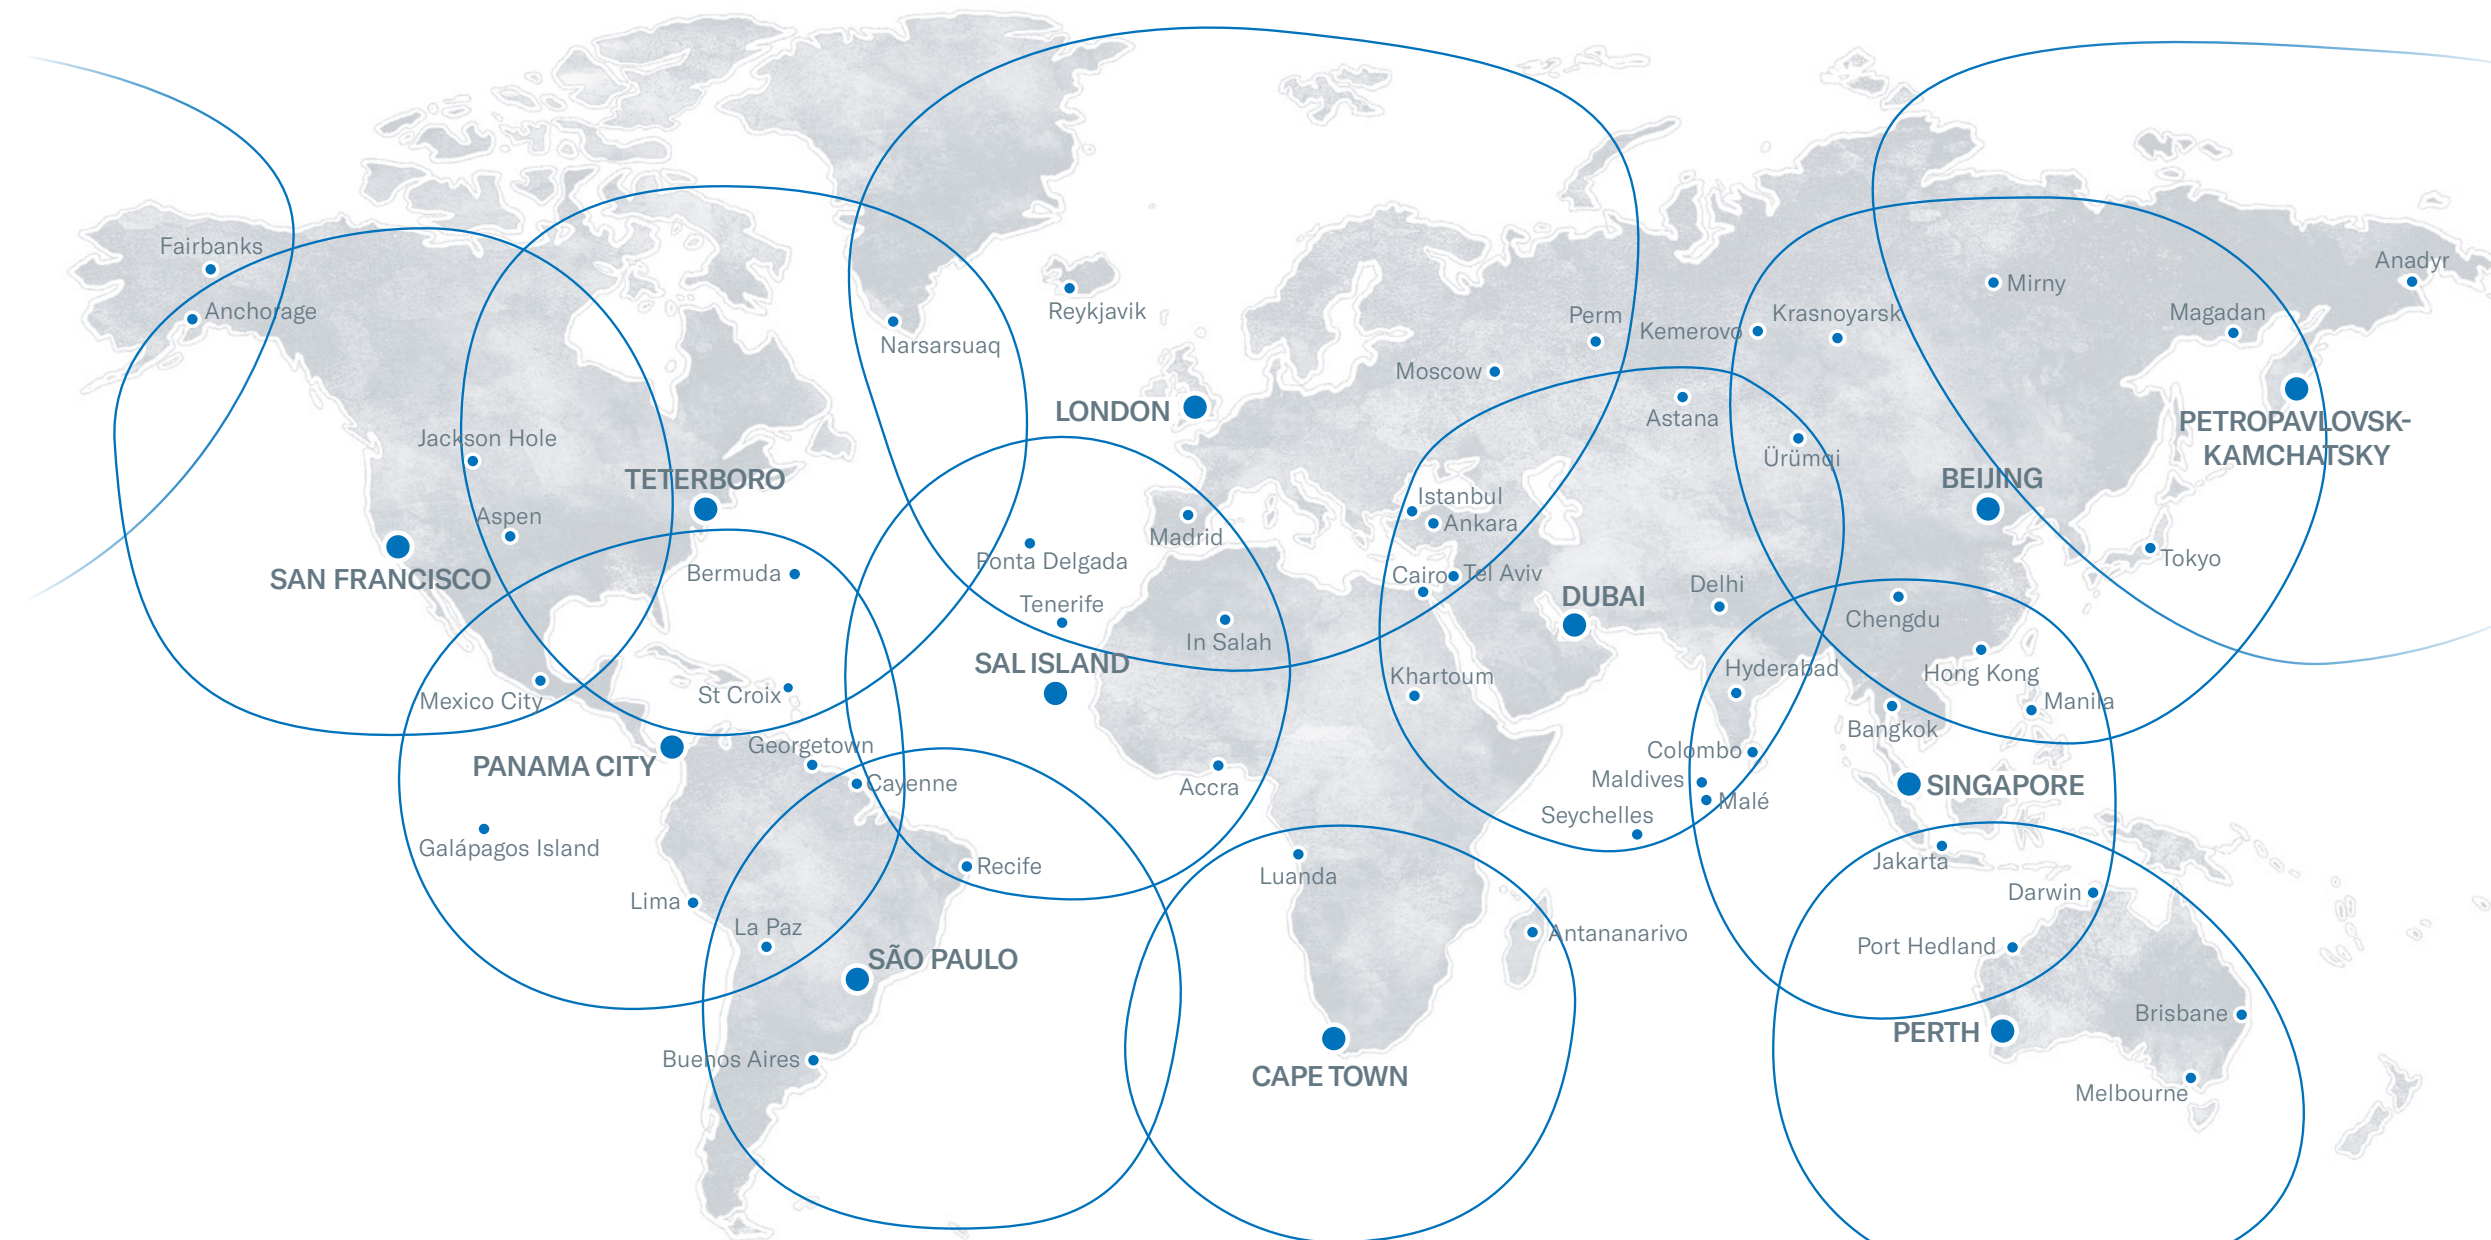 Fairbanks
Anchorage
Jackson Hole
Aspen
SAN FRANCISCO
TETERBORO
Bermuda
Mexico City
St Croix
PANAMA CITY
Georgetown
Cayenne
Galápagos Island
Lima
La Paz
Recife
SÃO PAULO
Buenos Aires
Narsarsuaq
Reykjavik
LONDON
Ponta Delgada
Madrid
Tenerife
In Salah
SAL ISLAND
Accra
Luanda
CAPE TOWN
Antananarivo
Perm
Moscow
Kemerovo
Krasnoyarsk
Astana
Ürümqi
Istanbul
Ankara
Cairo
Tel Aviv
DUBAI
Khartoum
Delhi
Hyderabad
Colombo
Maldives
Malé
Seychelles
Mirny
Anadyr
Magadan
PETROPAVLOVSK-
KAMCHATSKY
BEIJING
Tokyo
Chengdu
Hong Kong
Manila
Bangkok
SINGAPORE
Jakarta
Darwin
Port Hedland
PERTH
Brisbane
Melbourne